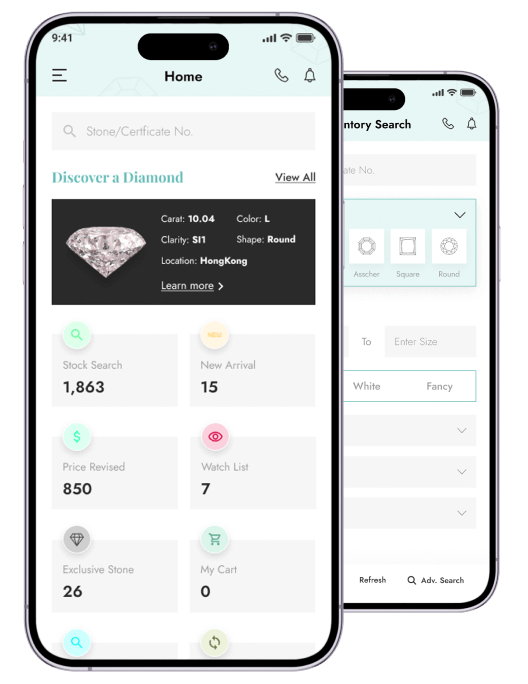 9:41
Home
Stone/Certficate No.
Discover a Diamond
View All
Carat: 10.04 Color: L
Clarity: SI1 Shape: Round
Location: HongKong
Learn more
Stock Search
1,863
NEW
New Arrival
15
$
Price Revised
850
Watch List
7
Exclusive Stone
26
My Cart
0
ntory Search
ate No.
Asscher Square Round
To Enter Size
White Fancy
Refresh Adv. Search